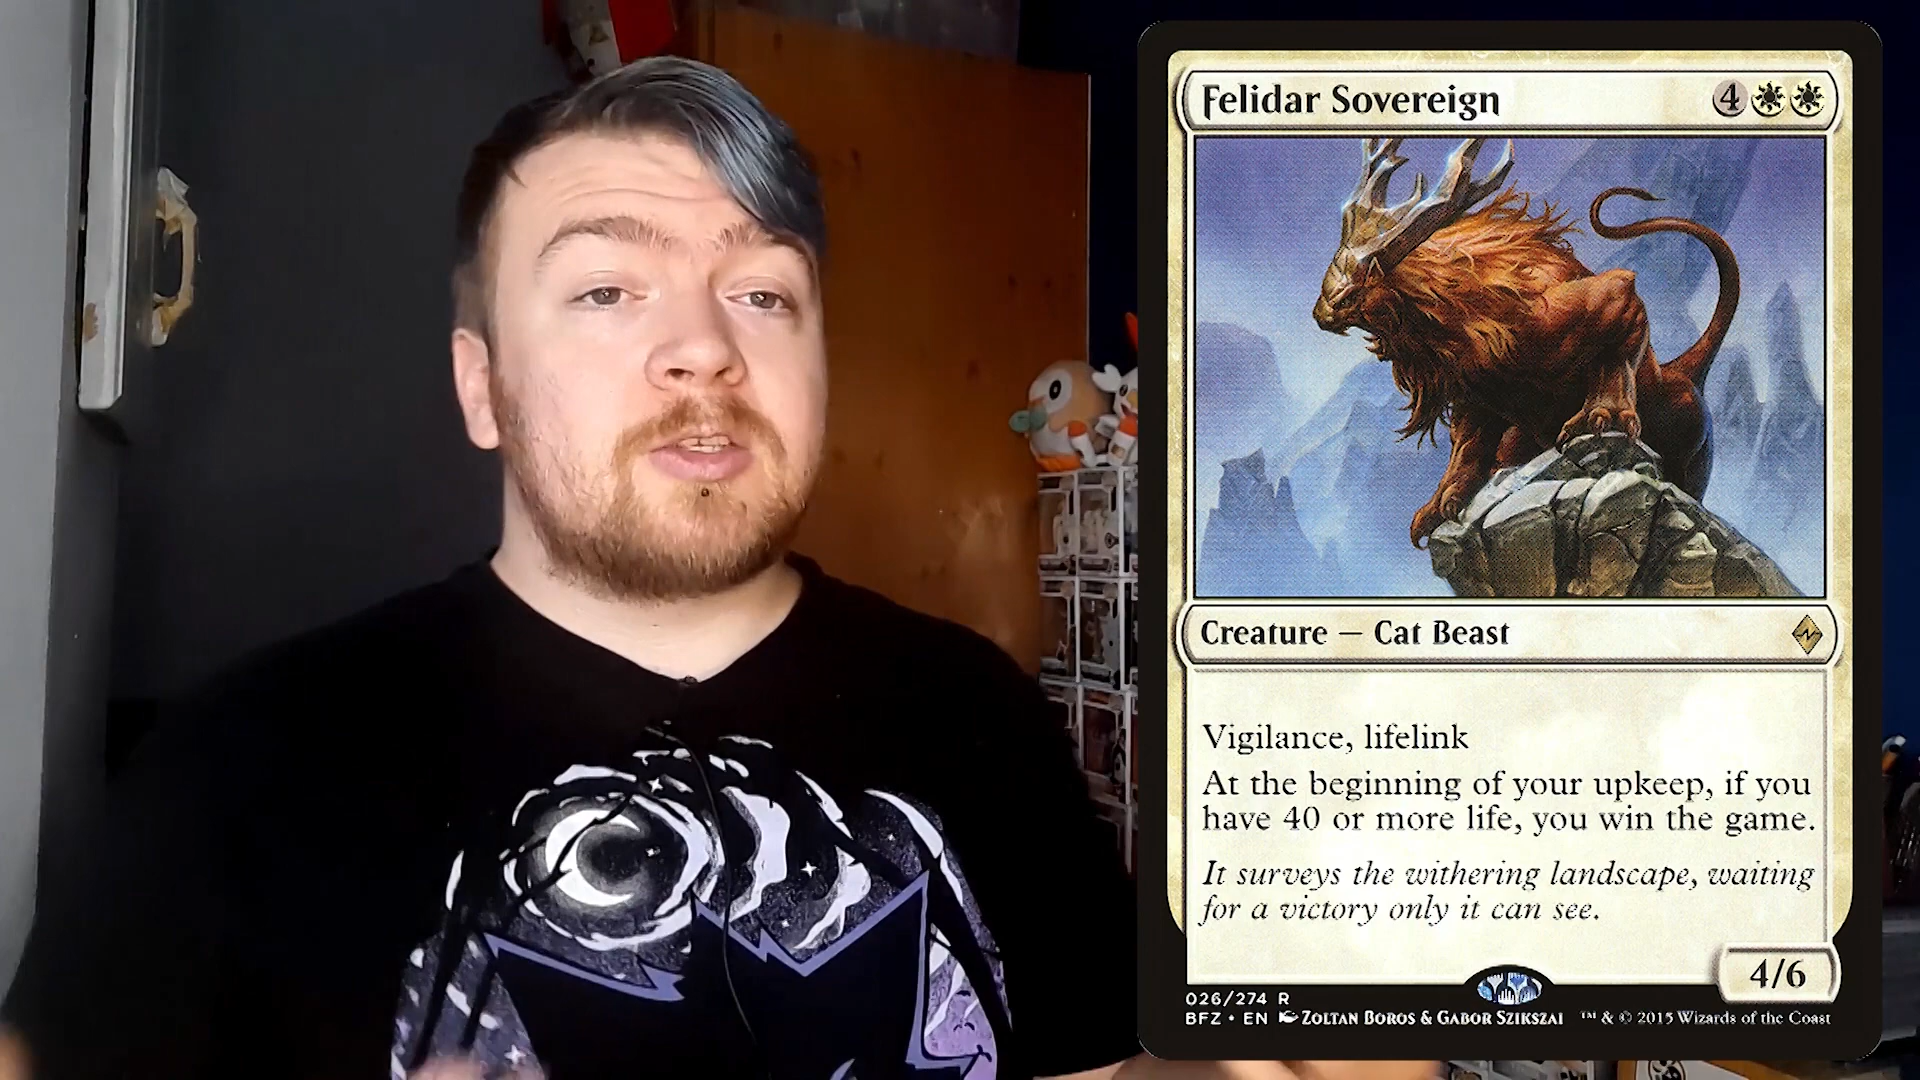 Felidar Sovereign 4
Creature — Cat Beast
Vigilance, lifelink
At the beginning of your upkeep, if you
have 40 or more life, you win the game.
It surveys the withering landscape, waiting
for a victory only it can see.
4/6
026/274 R
BFZ • EN Zoltan Boros & Gabor Szikszai ™ & © 2015 Wizards of the Coast